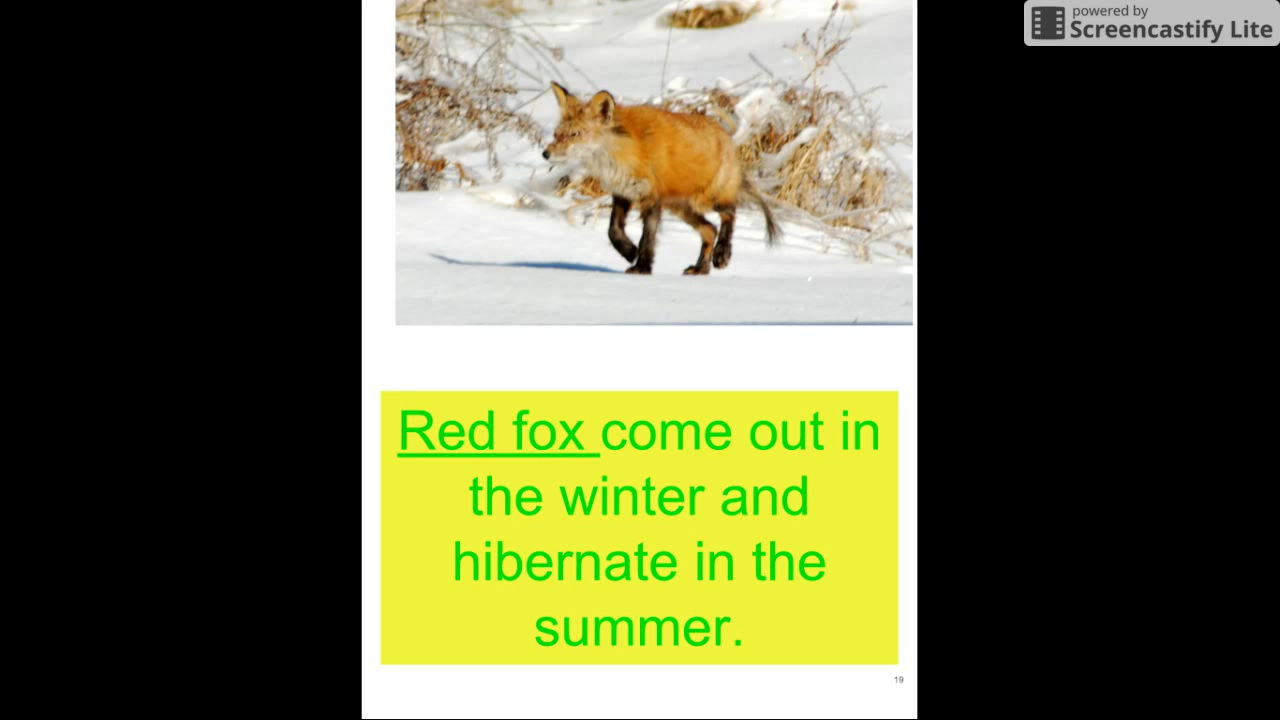 powered by
Screencastify Lite
Red fox come out in
the winter and
hibernate in the
summer.
19